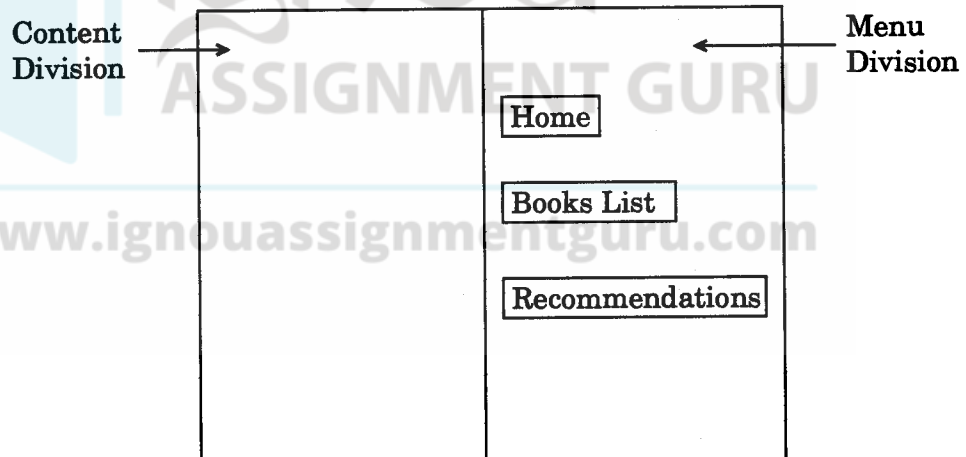 Content
Division
Menu
Division
ASSIGNMENT GURU
Home
Books List
www.ignouassignmentguru.com
Recommendations